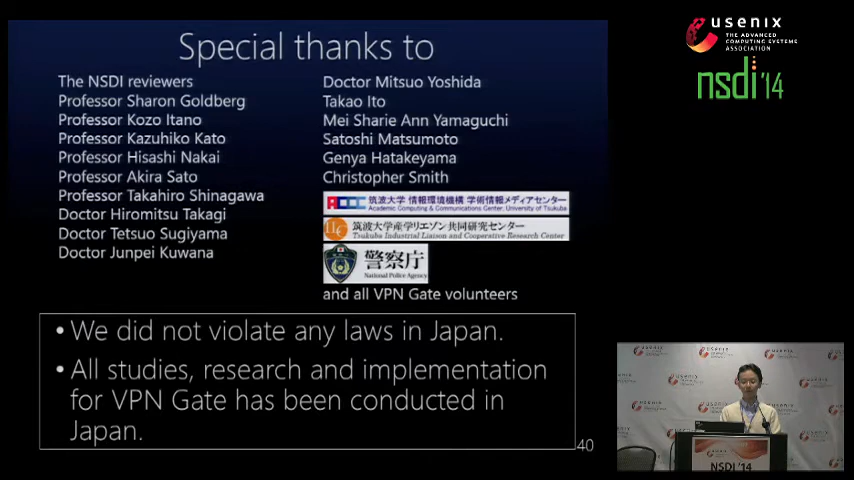 Special thanks to
The NSDI reviewers
Professor Sharon Goldberg
Professor Kozo Itano
Professor Kazuhiko Kato
Professor Hisashi Nakai
Professor Akira Sato
Professor Takahiro Shinagawa
Doctor Hiromitsu Takagi
Doctor Tetsuo Sugiyama
Doctor Junpei Kuwana
Doctor Mitsuo Yoshida
Takao Ito
Mei Sharie Ann Yamaguchi
Satoshi Matsumoto
Genya Hatakeyama
Christopher Smith
筑波大学 情報環境機構 学術情報メディアセンター
Academic Computing & Communications Center, University of Tsukuba
筑波大学産学リエゾン共同研究センター
Tsukuba Industrial Liaison and Cooperative Research Center
警察庁
National Police Agency
and all VPN Gate volunteers
• We did not violate any laws in Japan.
• All studies, research and implementation
for VPN Gate has been conducted in
Japan.
40
usenix
THE ADVANCED
COMPUTING SYSTEMS
ASSOCIATION
nsdi '14
usenix
NSDI '14